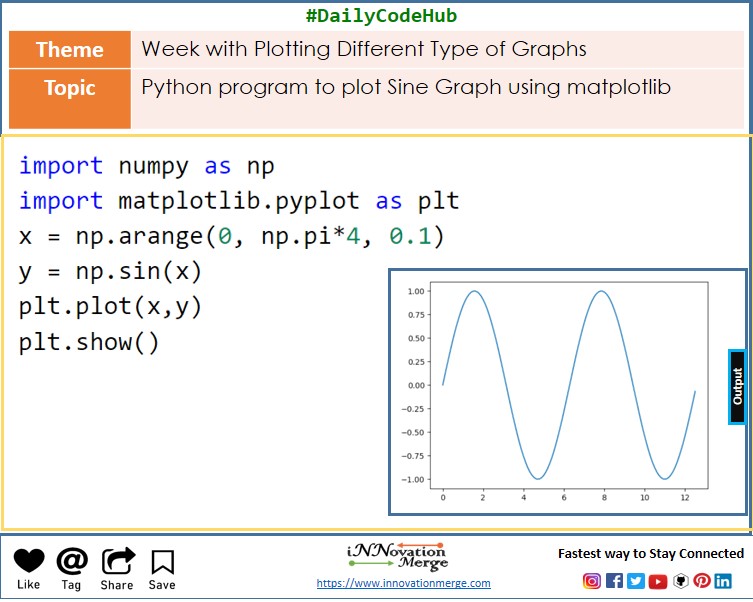 #DailyCodeHub
Theme
Week with Plotting Different Type of Graphs
Topic
Python program to plot Sine Graph using matplotlib
import numpy as np
import matplotlib.pyplot as plt
x = np.arange(0, np.pi*4, 0.1)
y = np.sin(x)
plt.plot(x,y)
plt.show()
1.00
0.75
0.50
0.25
0.00
−0.25
−0.50
−0.75
−1.00
0 2 4 6 8 10 12
Output
Like Tag Share Save
iNNovation
Merge
https://www.innovationmerge.com
Fastest way to Stay Connected